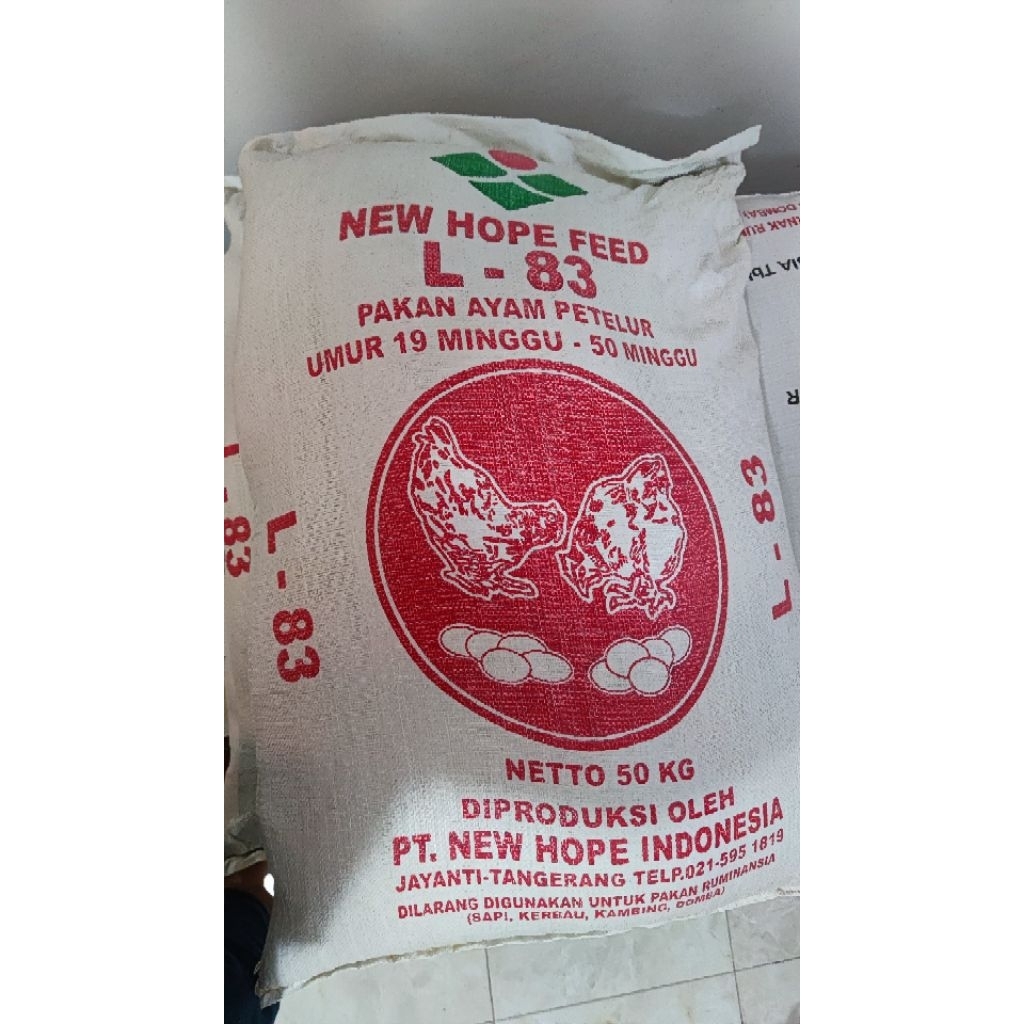 NEW HOPE FEED
L - 83
PAKAN AYAM PETELUR
UMUR 19 MINGGU - 50 MINGGU
L - 83
L - 83
L - 83
NETTO 50 KG
DIPRODUKSI OLEH
PT. NEW HOPE INDONESIA
JAYANTI-TANGERANG TELP.021-595 1819
DILARANG DIGUNAKAN UNTUK PAKAN RUMINANSIA
(SAPI, KERBAU, KAMBING, DOMBA)